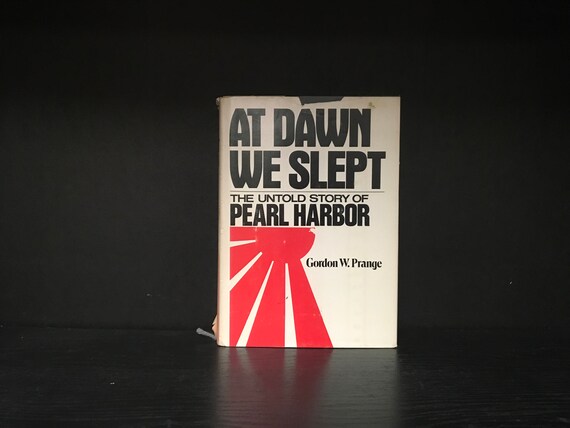 AT DAWN
WE SLEPT
THE UNTOLD STORY OF
PEARL HARBOR
Gordon W. Prange